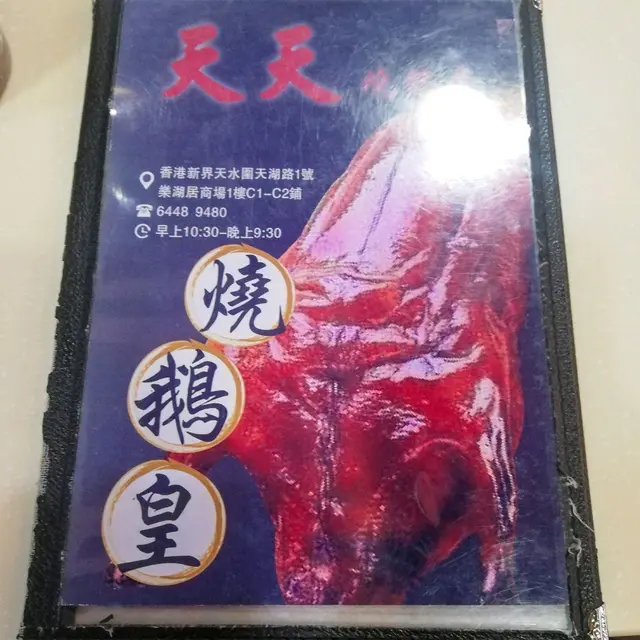 天天
香港新界天水圍天湖路1號
樂湖居商場1樓C1-C2鋪
6448 9480
早上10:30-晚上9:30
燒
鵝
皇